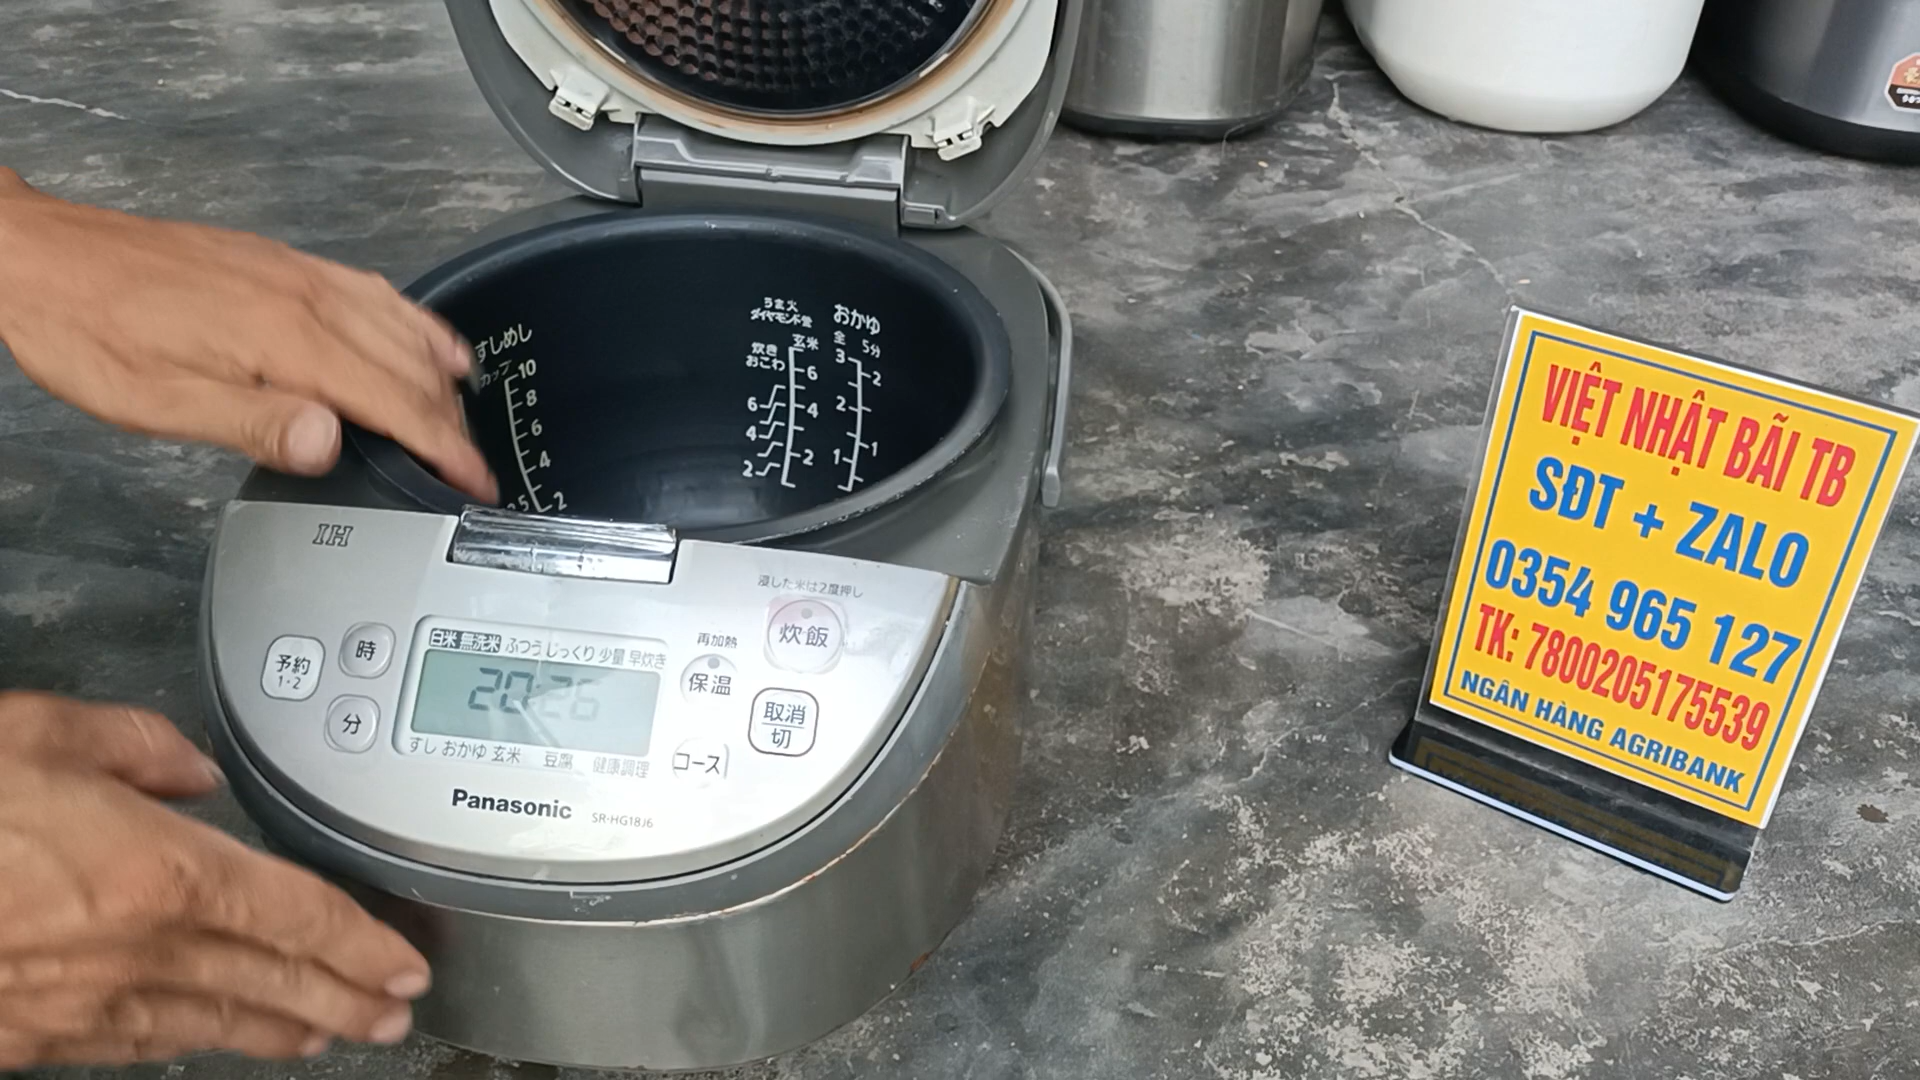 すしめし
カップ
10
8
6
4
2
うま火
ダイヤモンド釜
炊き
おこわ
玄米
6
4
2
6
4
2
おかゆ
全
5分
3
2
1
2
1
IH
浸した米は2度押し
炊飯
再加熱
保温
取消
切
コース
予約
1・2
時
分
白米 無洗米 ふつう じっくり 少量 早炊き
20:26
すし おかゆ 玄米 豆腐 健康調理
Panasonic SR-HG18J6
VIỆT NHẬT BÃI TB
SĐT + ZALO
0354 965 127
TK: 7800205175539
NGÂN HÀNG AGRIBANK